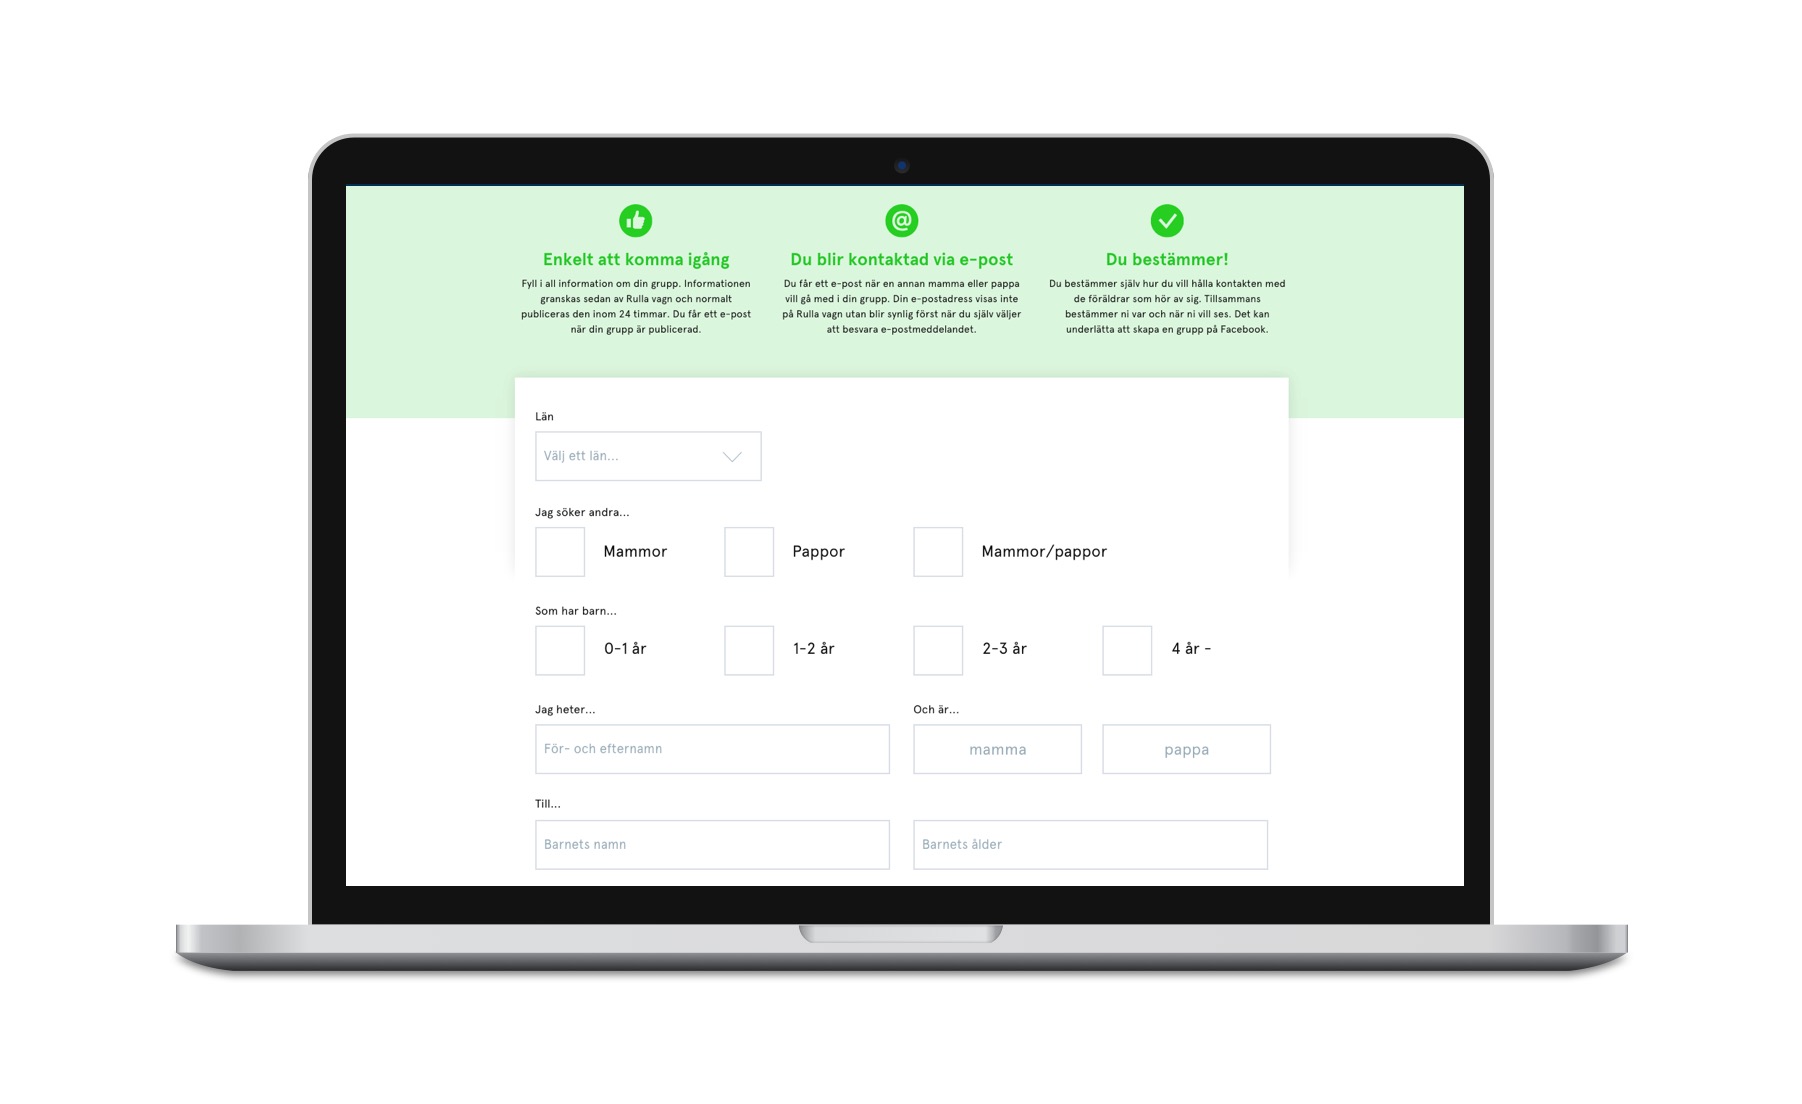 Enkelt att komma igång
Fyll i all information om din grupp. Informationen
granskas sedan av Rulla vagn och normalt
publiceras den inom 24 timmar. Du får ett e-post
när din grupp är publicerad.
Du blir kontaktad via e-post
Du får ett e-post när en annan mamma eller pappa
vill gå med i din grupp. Din e-postadress visas inte
på Rulla vagn utan blir synlig först när du själv väljer
att besvara e-postmeddelandet.
Du bestämmer!
Du bestämmer själv hur du vill hålla kontakten med
de föräldrar som hör av sig. Tillsammans
bestämmer ni var och när ni vill ses. Det kan
underlätta att skapa en grupp på Facebook.
Län
Välj ett län...
Jag söker andra...
Mammor
Pappor
Mammor/pappor
Som har barn...
0-1 år
1-2 år
2-3 år
4 år -
Jag heter...
Och är...
För- och efternamn
mamma
pappa
Till...
Barnets namn
Barnets ålder